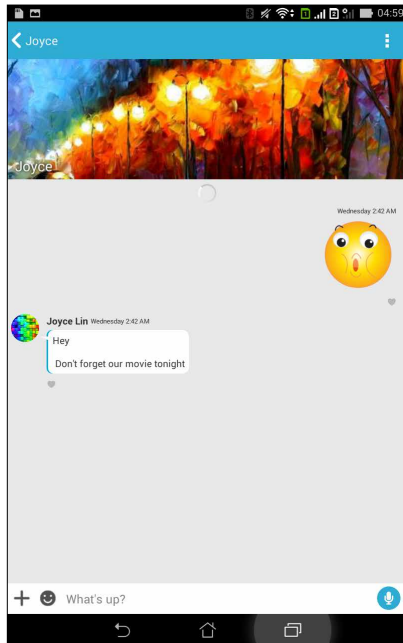 04:59
Joyce
Joyce
Wednesday 2:42 AM
Joyce Lin Wednesday 2:42 AM
Hey
Don't forget our movie tonight
What's up?